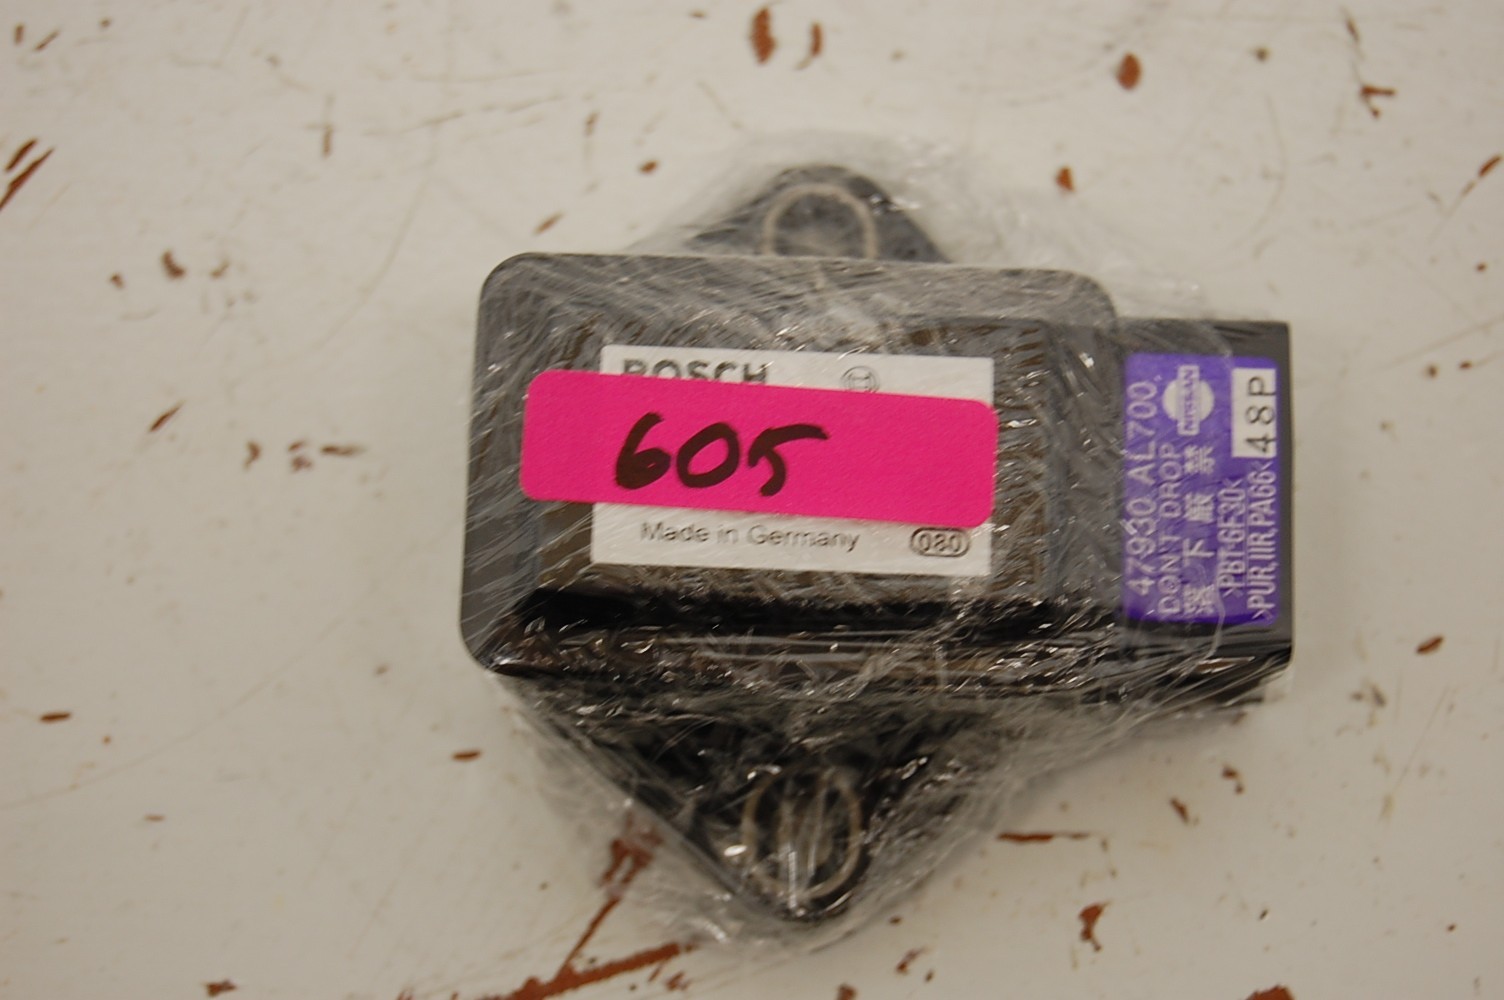 BOSCH
605
Made in Germany
080
47930 AL700.
DON'T DROP
落下厳禁
NISSAN
>PBT-GF30<
>PUR, IIR, PA66<
48P